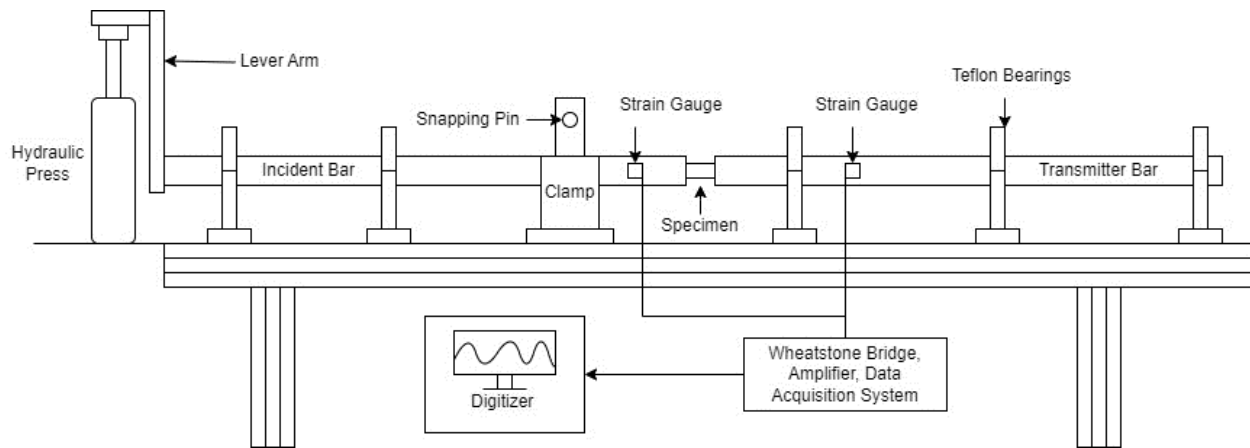 Lever Arm
Snapping Pin
Strain Gauge
Strain Gauge
Teflon Bearings
Hydraulic
Press
Incident Bar
Clamp
Specimen
Transmitter Bar
Wheatstone Bridge,
Amplifier, Data
Acquisition System
Digitizer